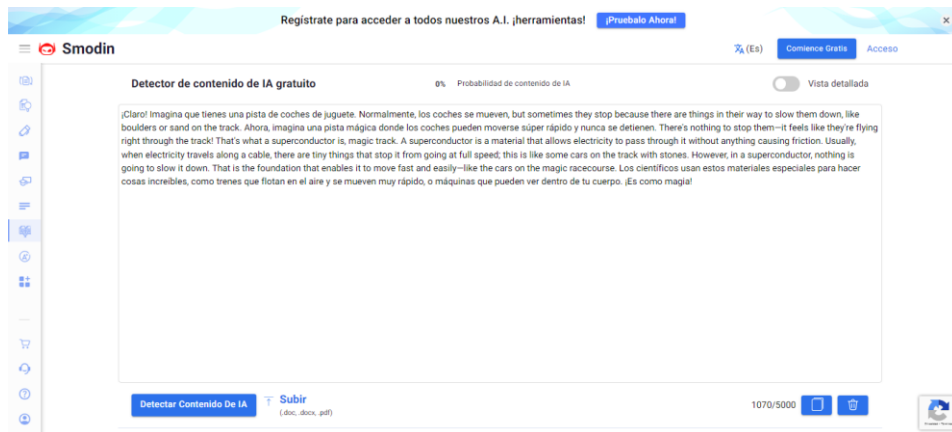 Regístrate para acceder a todos nuestros A.I. ¡herramientas! ¡Pruebalo Ahora!
Smodin
(Es)
Comience Gratis
Acceso
Detector de contenido de IA gratuito
0% Probabilidad de contenido de IA
Vista detallada
¡Claro! Imagina que tienes una pista de coches de juguete. Normalmente, los coches se mueven, but sometimes they stop because there are things in their way to slow them down, like
boulders or sand on the track. Ahora, imagina una pista mágica donde los coches pueden moverse súper rápido y nunca se detienen. There's nothing to stop them—it feels like they're flying
right through the track! That's what a superconductor is, magic track. A superconductor is a material that allows electricity to pass through it without anything causing friction. Usually,
when electricity travels along a cable, there are tiny things that stop it from going at full speed; this is like some cars on the track with stones. However, in a superconductor, nothing is
going to slow it down. That is the foundation that enables it to move fast and easily—like the cars on the magic racecourse. Los científicos usan estos materiales especiales para hacer
cosas increíbles, como trenes que flotan en el aire y se mueven muy rápido, o máquinas que pueden ver dentro de tu cuerpo. ¡Es como magia!
Detectar Contenido De IA
Subir
(.doc, .docx, .pdf)
1070/5000